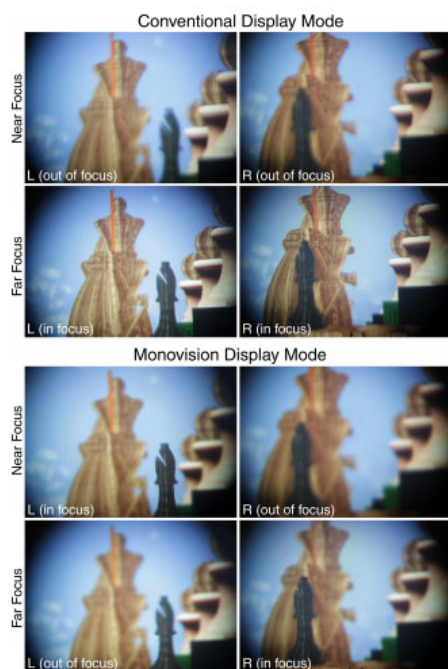 Conventional Display Mode
Near Focus
L (out of focus)
R (out of focus)
Far Focus
L (in focus)
R (in focus)
Monovision Display Mode
Near Focus
L (in focus)
R (out of focus)
Far Focus
L (out of focus)
R (in focus)